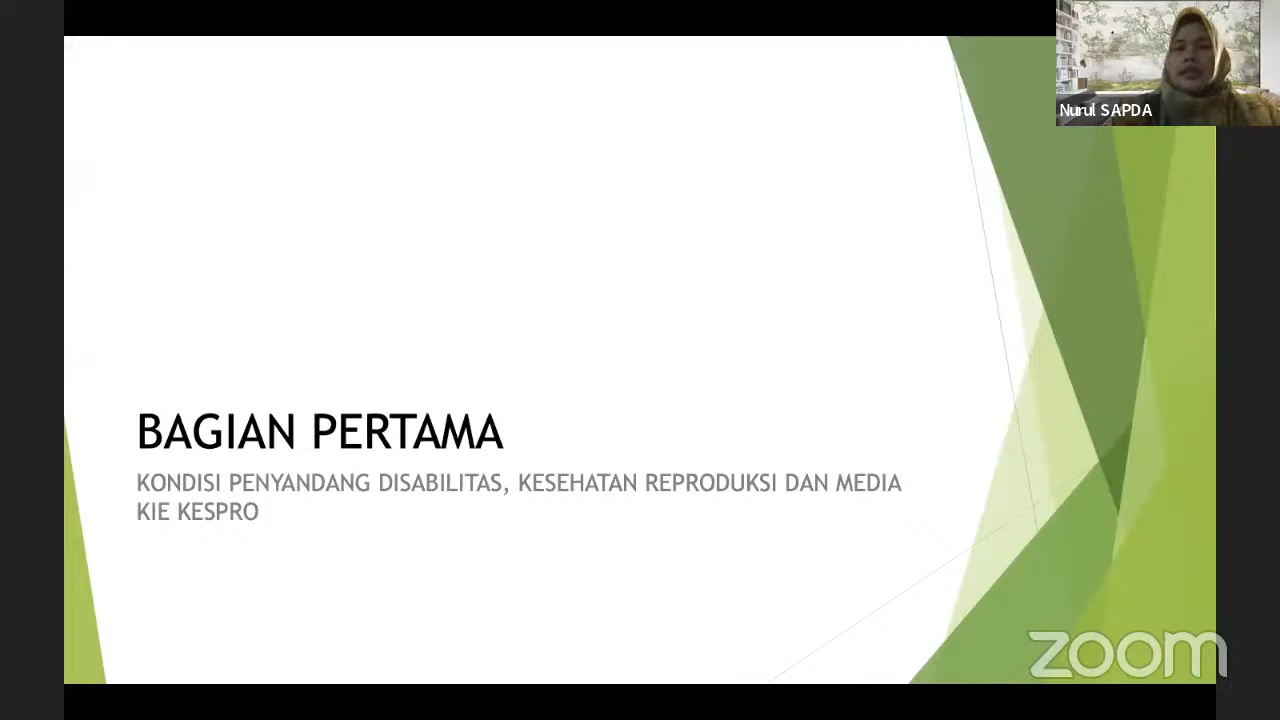 Nurul SAPDA
BAGIAN PERTAMA
KONDISI PENYANDANG DISABILITAS, KESEHATAN REPRODUKSI DAN MEDIA
KIE KESPRO
zoom